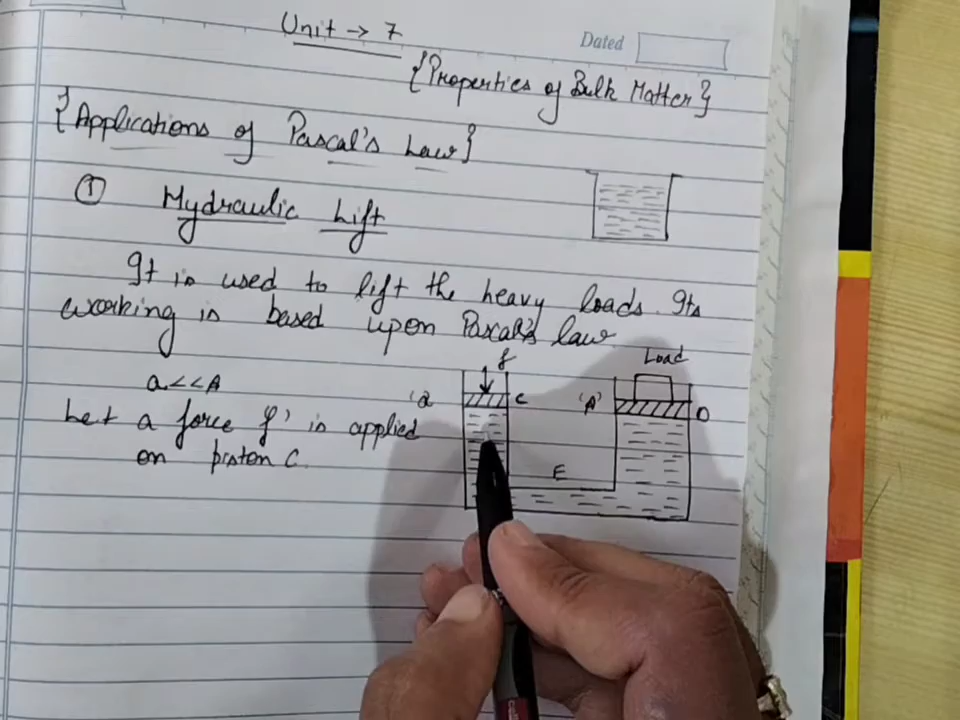 Unit → 7
Dated
{Properties of Bulk Matter}
{Applications of Pascal's Law}
① Hydraulic Lift
It is used to lift the heavy loads. Its
working is based upon Pascal's law
a<<A
Let a force 'f' is applied
on piston C.
f
Load
'a
C
'A'
D
E